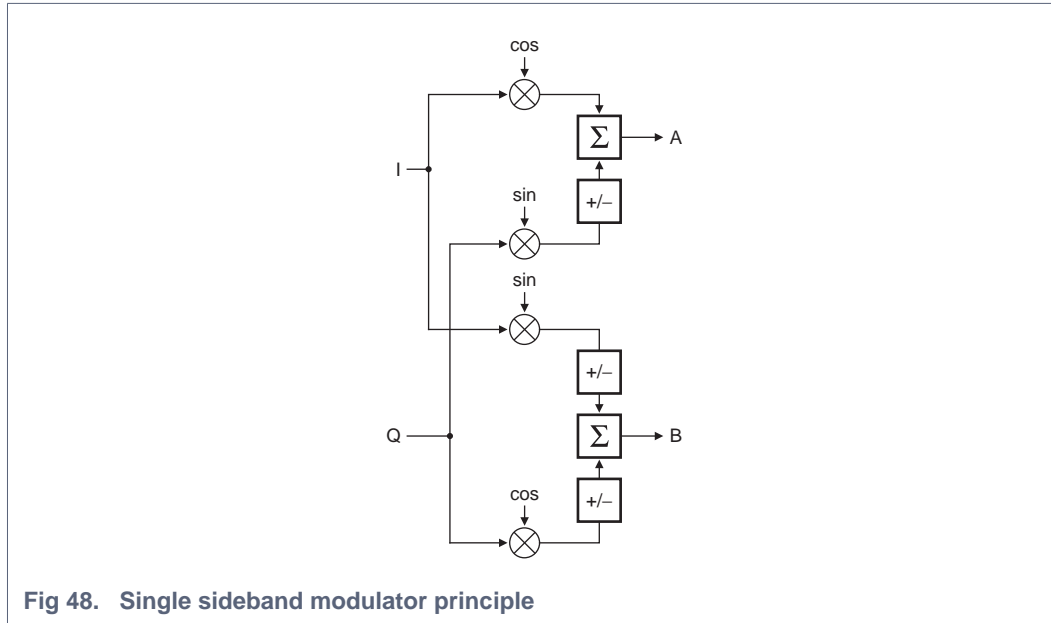 cos
Σ
A
+/−
I
sin
sin
+/−
Q
Σ
B
+/−
cos
Fig 48. Single sideband modulator principle